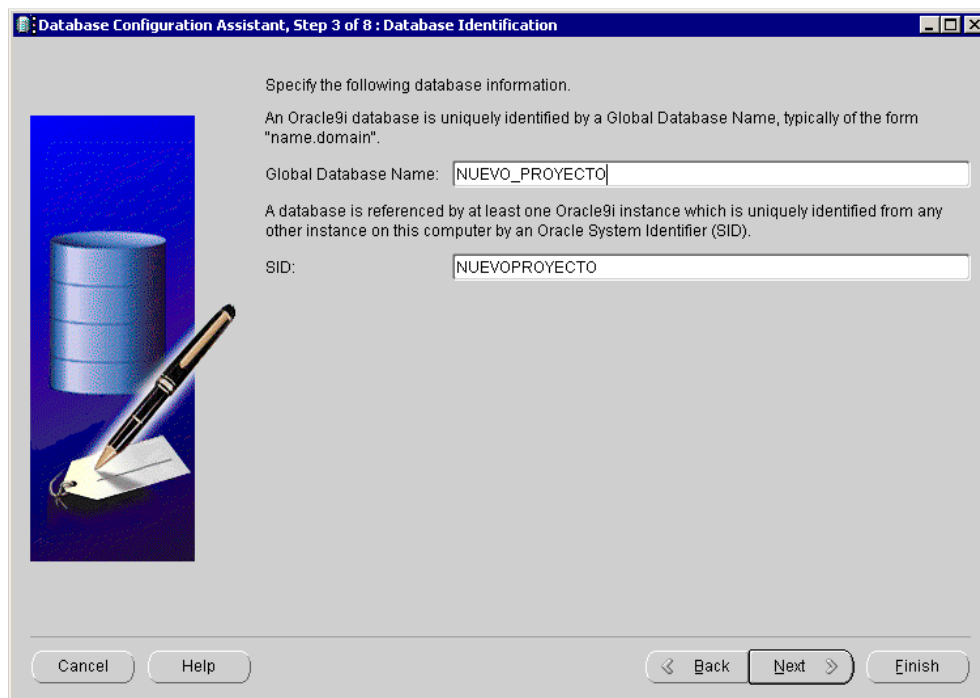 Database Configuration Assistant, Step 3 of 8 : Database Identification
Specify the following database information.
An Oracle9i database is uniquely identified by a Global Database Name, typically of the form
"name.domain".
Global Database Name: NUEVO_PROYECTO
A database is referenced by at least one Oracle9i instance which is uniquely identified from any
other instance on this computer by an Oracle System Identifier (SID).
SID: NUEVOPROYECTO
Cancel Help Back Next Finish